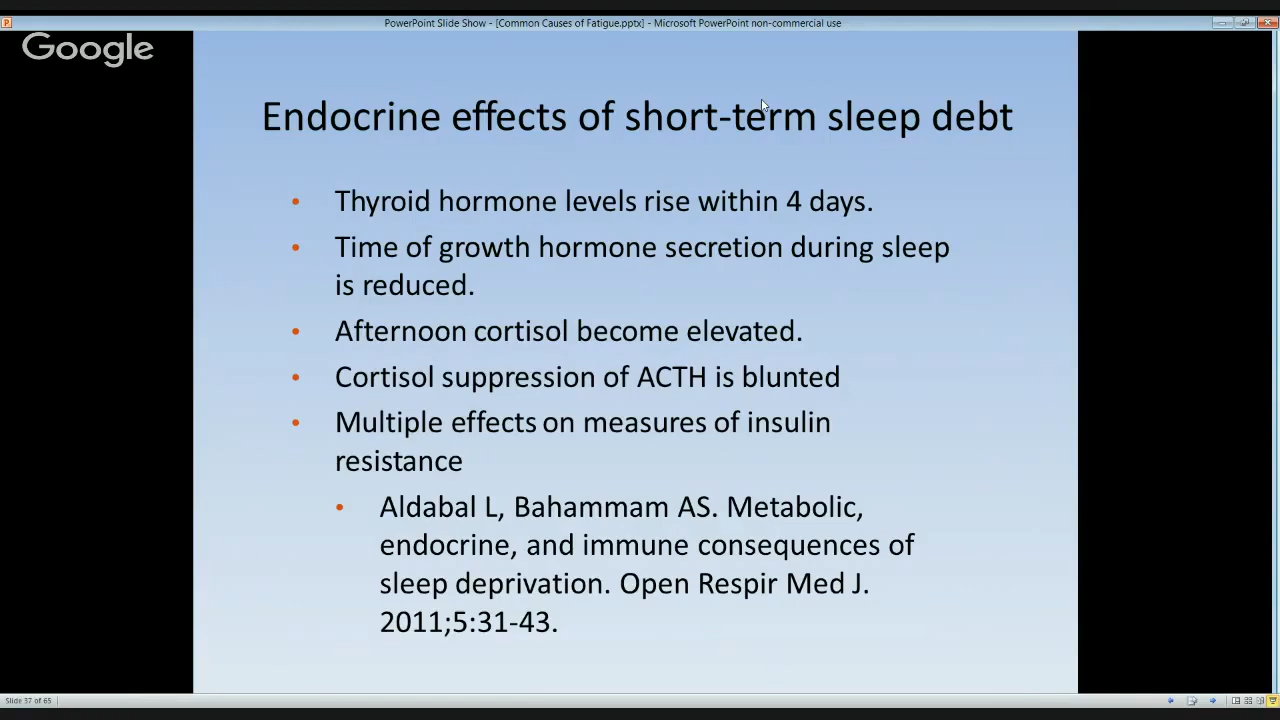 PowerPoint Slide Show - [Common Causes of Fatigue.pptx] - Microsoft PowerPoint non-commercial use
Google
Endocrine effects of short-term sleep debt
• Thyroid hormone levels rise within 4 days.
• Time of growth hormone secretion during sleep
is reduced.
• Afternoon cortisol become elevated.
• Cortisol suppression of ACTH is blunted
• Multiple effects on measures of insulin
resistance
• Aldabal L, Bahammam AS. Metabolic,
endocrine, and immune consequences of
sleep deprivation. Open Respir Med J.
2011;5:31-43.
Slide 37 of 65